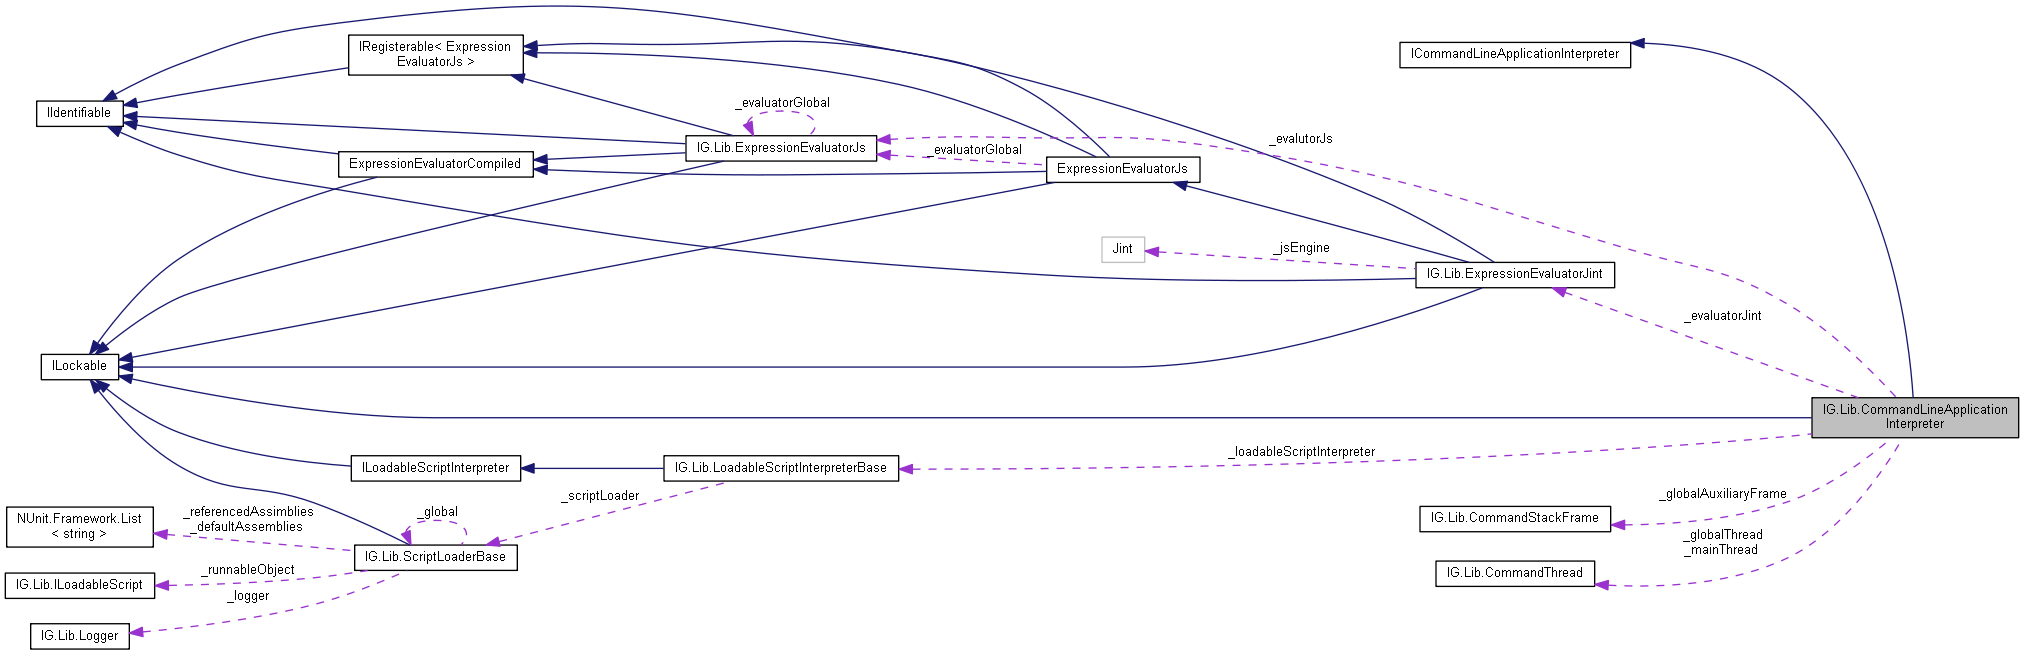 IRegisterable< Expression
EvaluatorJs >
ICommandLineApplicationInterpreter
IIdentifiable
_evaluatorGlobal
IG.Lib.ExpressionEvaluatorJs
_evalutorJs
_evaluatorGlobal
ExpressionEvaluatorCompiled
ExpressionEvaluatorJs
Jint
_jsEngine
IG.Lib.ExpressionEvaluatorJint
_evaluatorJint
ILockable
IG.Lib.CommandLineApplication
Interpreter
_loadableScriptInterpreter
ILoadableScriptInterpreter
IG.Lib.LoadableScriptInterpreterBase
_scriptLoader
_globalAuxiliaryFrame
NUnit.Framework.List
< string >
_referencedAssimblies
_defaultAssemblies
_global
IG.Lib.CommandStackFrame
_globalThread
_mainThread
IG.Lib.ScriptLoaderBase
_runnableObject
IG.Lib.ILoadableScript
IG.Lib.CommandThread
_logger
IG.Lib.Logger